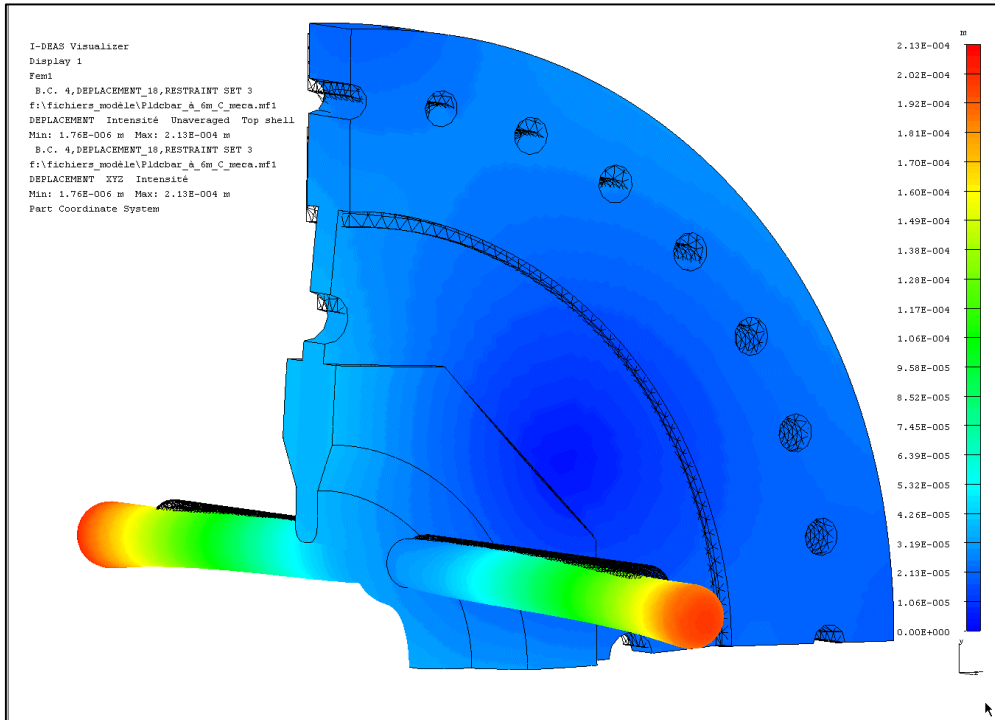 I-DEAS Visualizer
Display 1
Fem1
B.C. 4,DEPLACEMENT_18,RESTRAINT SET 3
f:\fichiers_modèle\Pldcbar_à_6m_C_meca.mf1
DEPLACEMENT Intensité Unaveraged Top shell
Min: 1.76E-006 m Max: 2.13E-004 m
B.C. 4,DEPLACEMENT_18,RESTRAINT SET 3
f:\fichiers_modèle\Pldcbar_à_6m_C_meca.mf1
DEPLACEMENT XYZ Intensité
Min: 1.76E-006 m Max: 2.13E-004 m
Part Coordinate System
m
2.13E-004
2.02E-004
1.92E-004
1.81E-004
1.70E-004
1.60E-004
1.49E-004
1.38E-004
1.28E-004
1.17E-004
1.06E-004
9.58E-005
8.52E-005
7.45E-005
6.39E-005
5.32E-005
4.26E-005
3.19E-005
2.13E-005
1.06E-005
0.00E+000
y